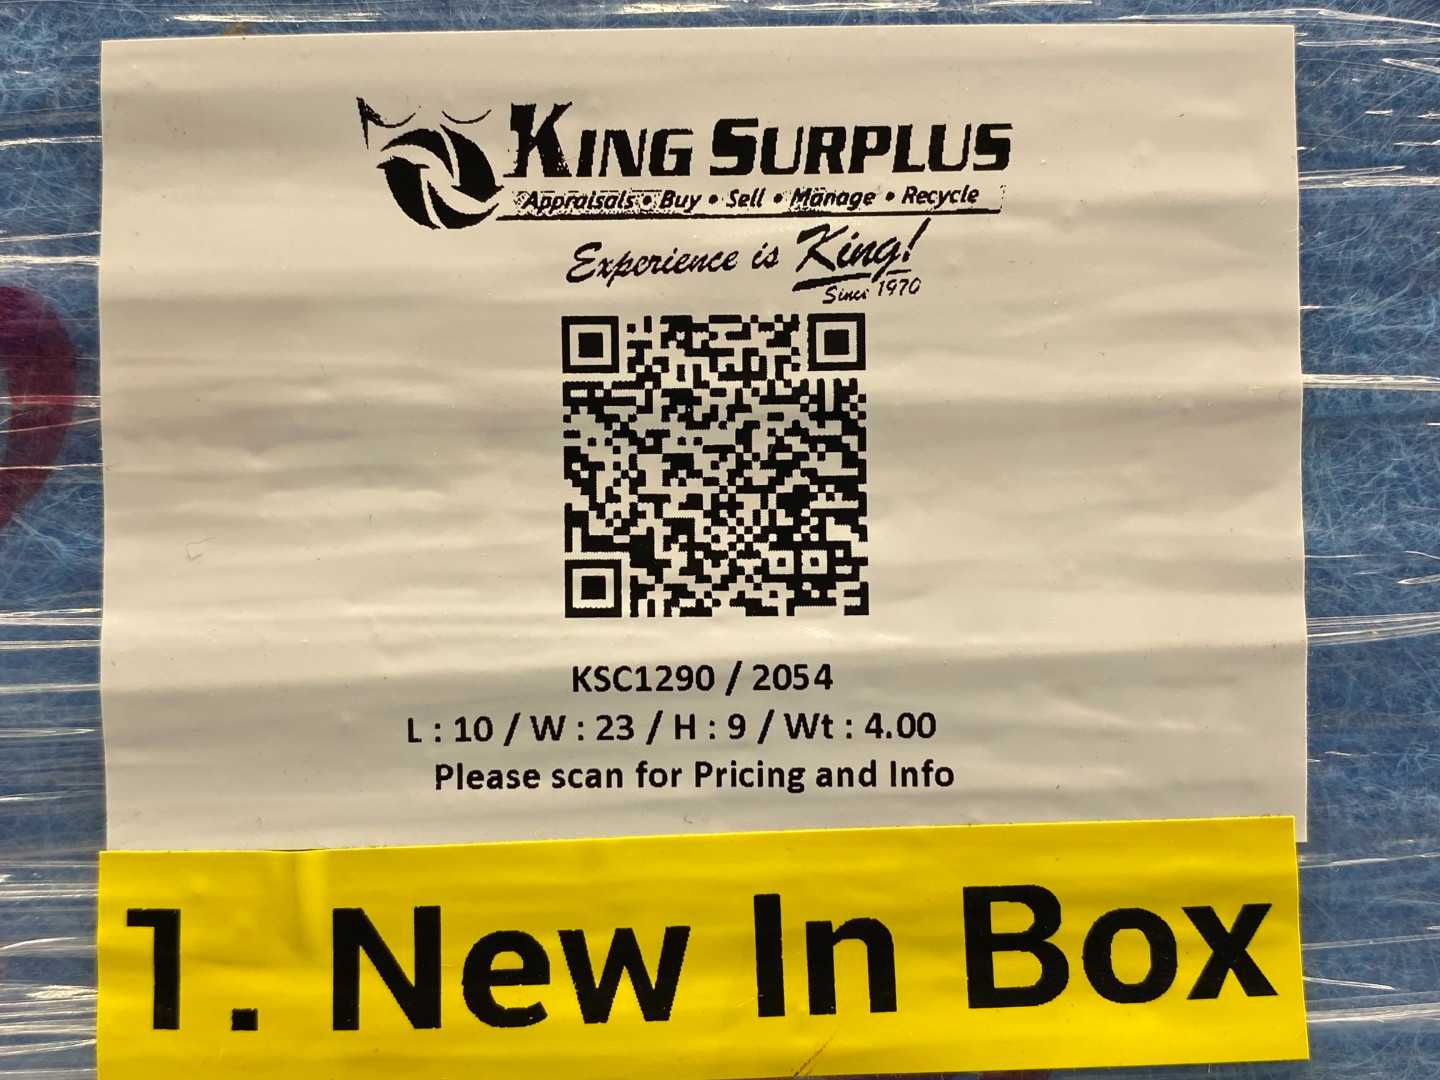 KING SURPLUS
Appraisals • Buy • Sell • Manage • Recycle
Experience is King!
Since 1970
KSC1290 / 2054
L : 10 / W : 23 / H : 9 / Wt : 4.00
Please scan for Pricing and Info
1. New In Box